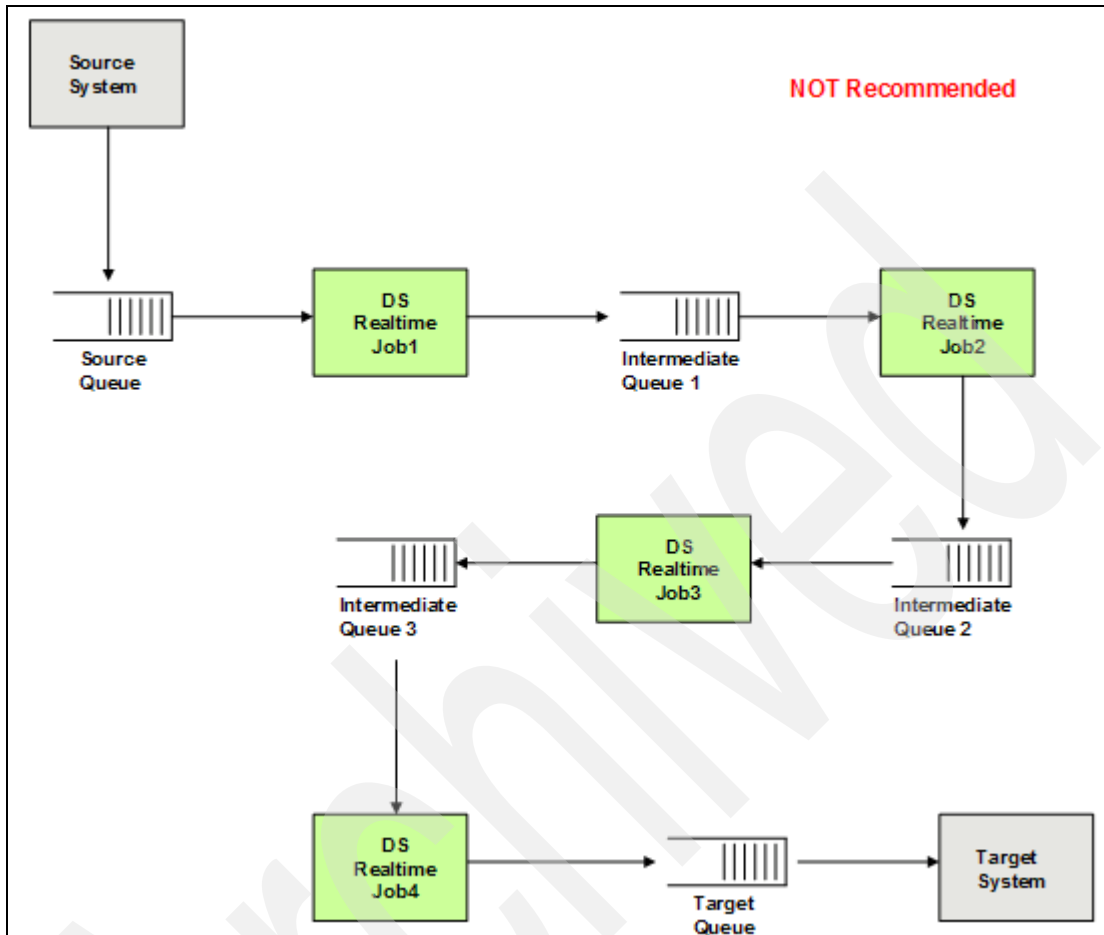 Source
System
NOT Recommended
Source
Queue
DS
Realtime
Job1
Intermediate
Queue 1
DS
Realtime
Job2
Intermediate
Queue 3
DS
Realtime
Job3
Intermediate
Queue 2
DS
Realtime
Job4
Target
Queue
Target
System
Archived